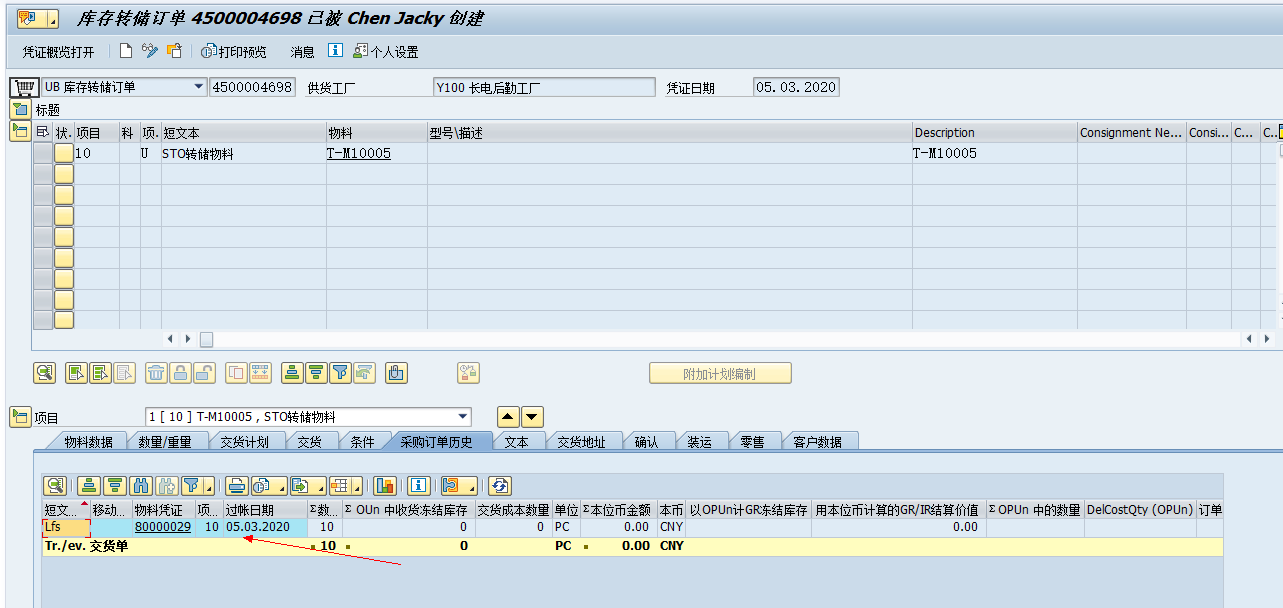 库存转储订单 4500004698 已被 Chen Jacky 创建
凭证概览打开 打印预览 消息 个人设置
UB 库存转储订单 4500004698 供货工厂 Y100 长电后勤工厂 凭证日期 05.03.2020
标题
状. 项目 科 项. 短文本 物料 型号\描述 Description Consignment Ne... Consi... C... C..
10 U STO转储物料 T-M10005 T-M10005
附加计划编制
项目 1 [ 10 ] T-M10005 , STO转储物料
物料数据 数量/重量 交货计划 交货 条件 采购订单历史 文本 交货地址 确认 装运 零售 客户数据
短文... 移动... 物料凭证 项... 过帐日期 Σ数... Σ OUn 中收货冻结库存 交货成本数量 单位 Σ本位币金额 本币 以OPUn计GR冻结库存 用本位币计算的GR/IR结算价值 Σ OPUn 中的数量 DelCostQty (OPUn) 订单
Lfs 80000029 10 05.03.2020 10 0 0 PC 0.00 CNY 0.00
Tr./ev. 交货单 10 0 PC 0.00 CNY